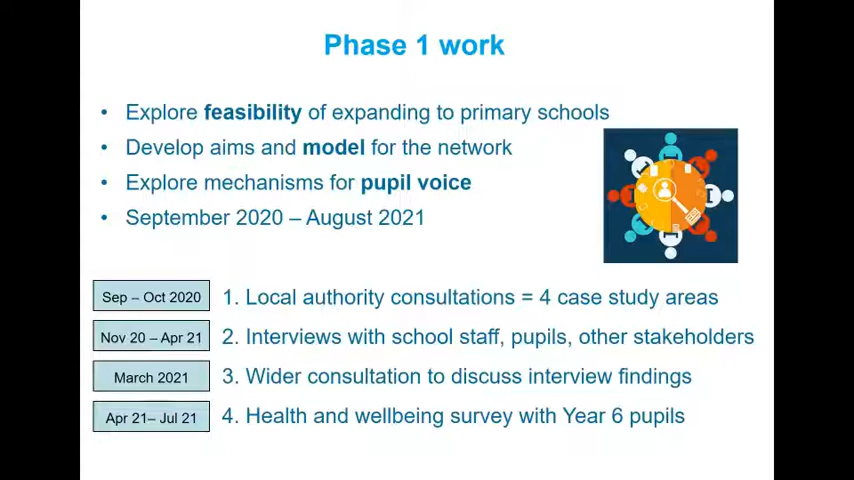 Phase 1 work
• Explore feasibility of expanding to primary schools
• Develop aims and model for the network
• Explore mechanisms for pupil voice
• September 2020 – August 2021
Sep – Oct 2020 1. Local authority consultations = 4 case study areas
Nov 20 – Apr 21 2. Interviews with school staff, pupils, other stakeholders
March 2021 3. Wider consultation to discuss interview findings
Apr 21– Jul 21 4. Health and wellbeing survey with Year 6 pupils